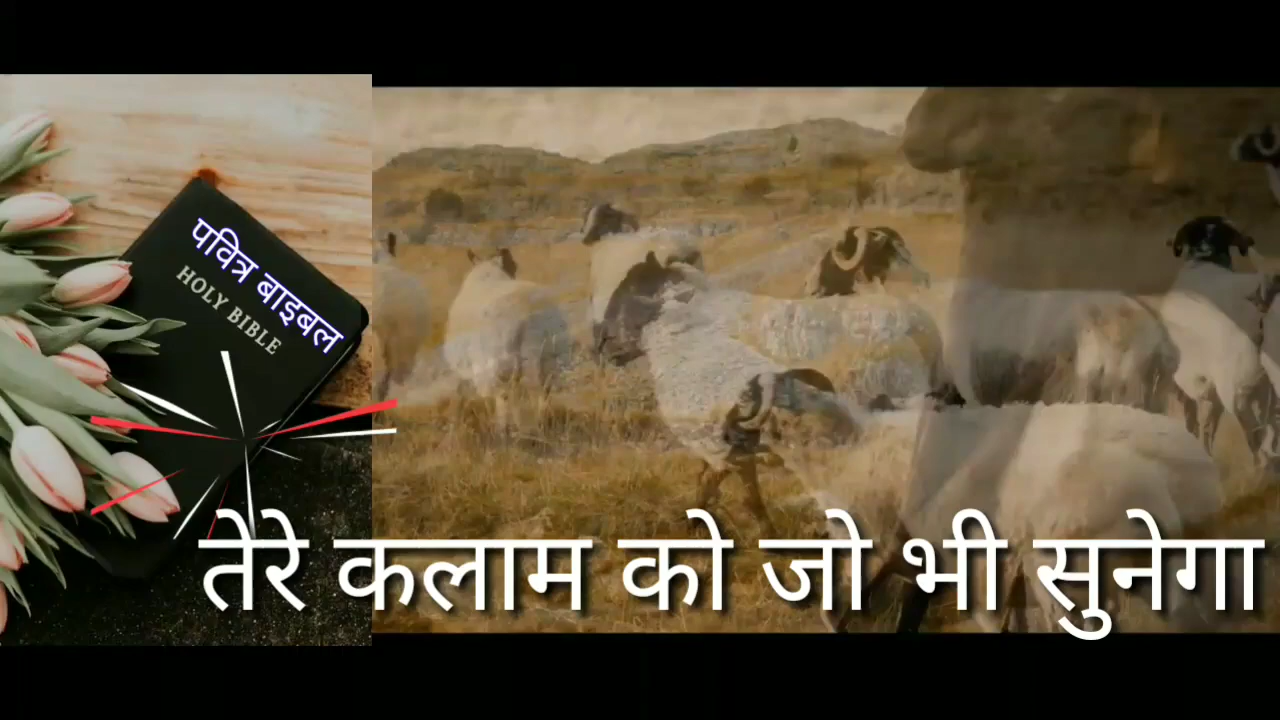 पवित्र बाइबल
HOLY BIBLE
तेरे कलाम को जो भी सुनेगा